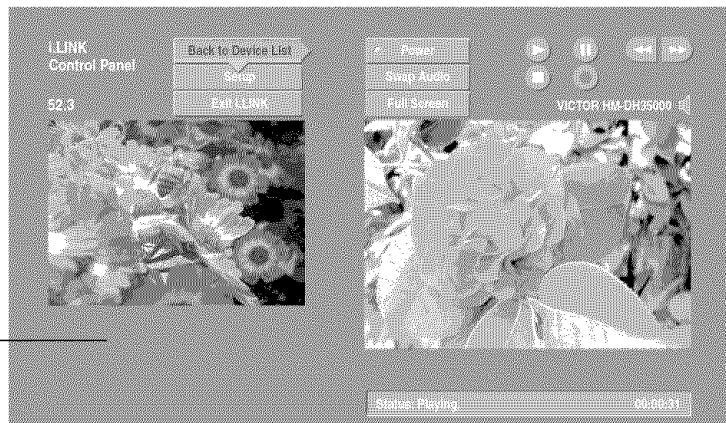 i.LINK
Control Panel
Back to Device List
Setup
Exit i.LINK
52,3
Power
Swap Audio
Full Screen
VICTOR HM-DH35000
Status: Playing
00:00:31